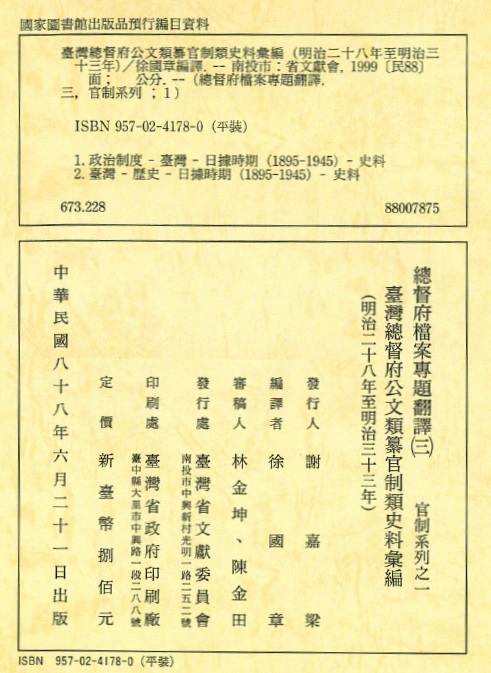 國家圖書館出版品預行編目資料
臺灣總督府公文類纂官制類史料彙編（明治二十八年至明治三
十三年）／徐國章編譯. -- 南投市：省文獻會, 1999〔民88〕
面； 公分. --（總督府檔案專題翻譯.
三, 官制系列；1）
ISBN 957-02-4178-0（平裝）
1. 政治制度 - 臺灣 - 日據時期（1895-1945）- 史料
2. 臺灣 - 歷史 - 日據時期（1895-1945）- 史料
673.228 88007875
總督府檔案專題翻譯㈢ 官制系列之一
臺灣總督府公文類纂官制類史料彙編
（明治二十八年至明治三十三年）
發行人 謝嘉梁
編譯者 徐國章
審稿人 林金坤、陳金田
發行處 臺灣省文獻委員會
南投市中興新村光明一路二五二號
印刷處 臺灣省政府印刷廠
臺中縣大里市中興路一段二八八號
定價 新臺幣捌佰元
中華民國八十八年六月二十一日出版
ISBN 957-02-4178-0（平裝）